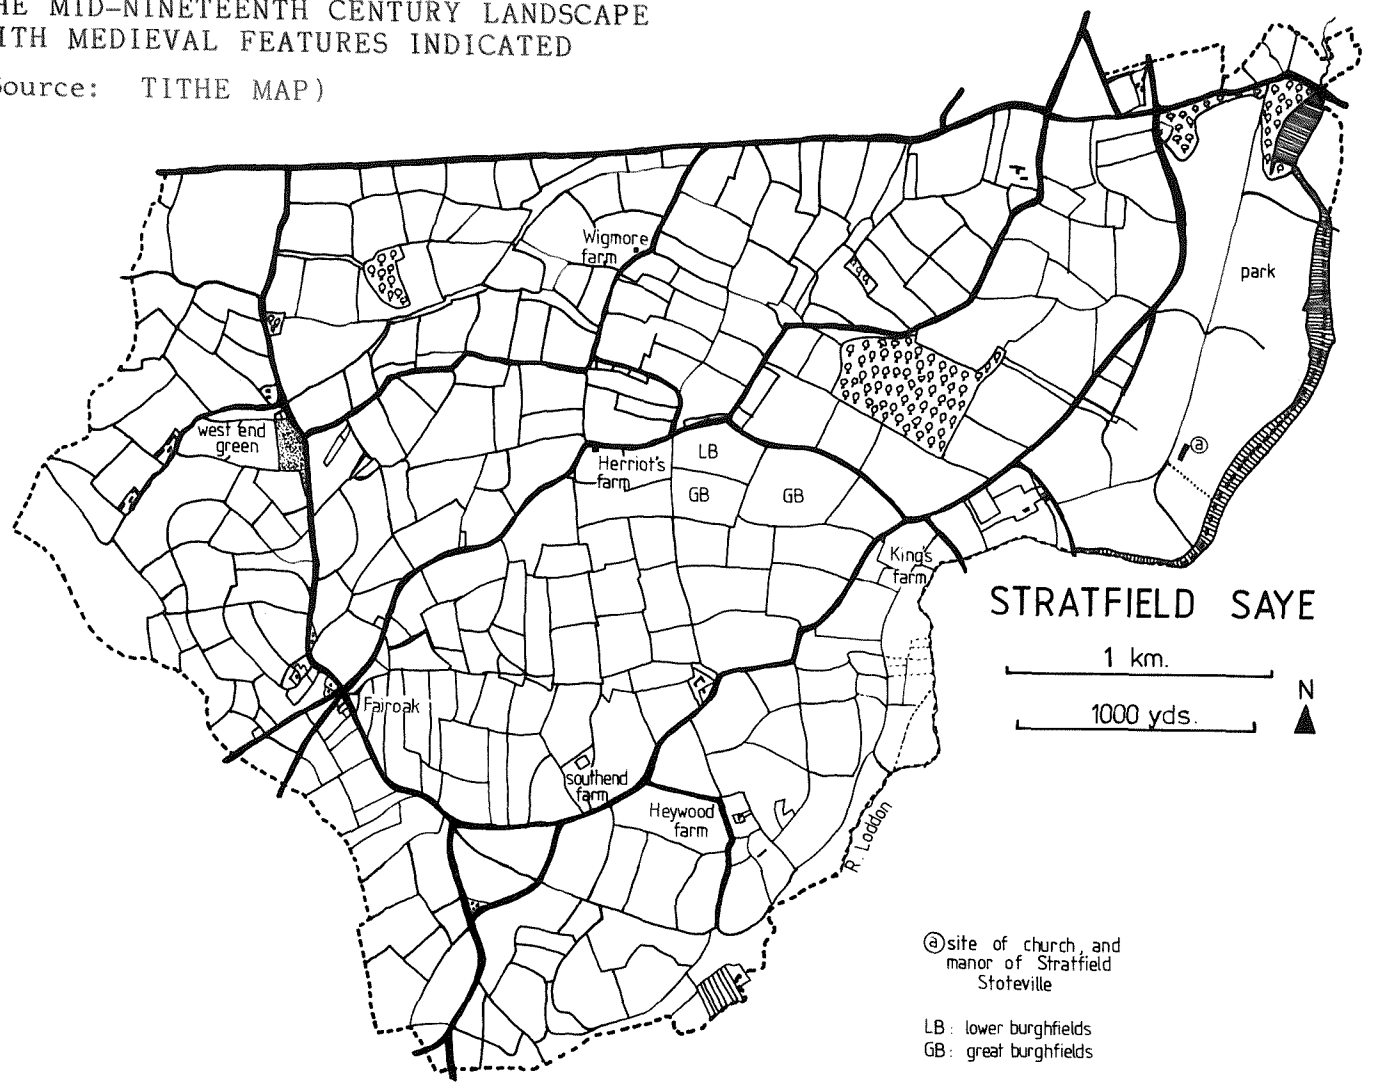 HE MID-NINETEENTH CENTURY LANDSCAPE
ITH MEDIEVAL FEATURES INDICATED
Source: TITHE MAP)
Wigmore
farm
park
west end
green
LB
Herriot's
farm
GB
GB
@
King's
farm
STRATFIELD SAYE
1 km.
1000 yds.
N
Fairoak
southend
farm
Heywood
farm
R. Loddon
@ site of church, and
manor of Stratfield
Stoteville
LB: lower burghfields
GB: great burghfields